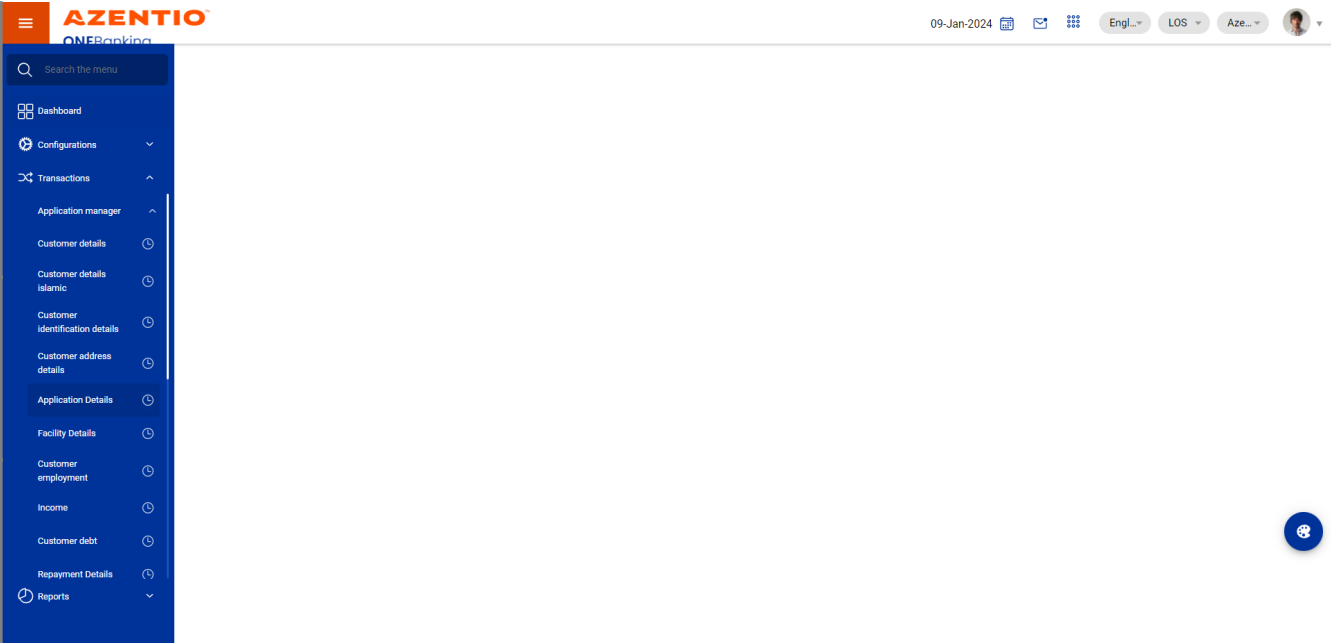 AZENTIO™
ONEBanking
09-Jan-2024
Engl...
LOS
Aze...
Search the menu
Dashboard
Configurations
Transactions
Application manager
Customer details
Customer details
islamic
Customer
identification details
Customer address
details
Application Details
Facility Details
Customer
employment
Income
Customer debt
Repayment Details
Reports